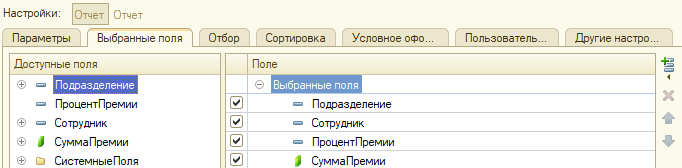 Настройки: Отчет Отчет
Параметры Выбранные поля Отбор Сортировка Условное офо... Пользователь... Другие настро...
Доступные поля Поле
Подразделение Выбранные поля
ПроцентПремии Подразделение
Сотрудник Сотрудник
СуммаПремии ПроцентПремии
СистемныеПоля СуммаПремии